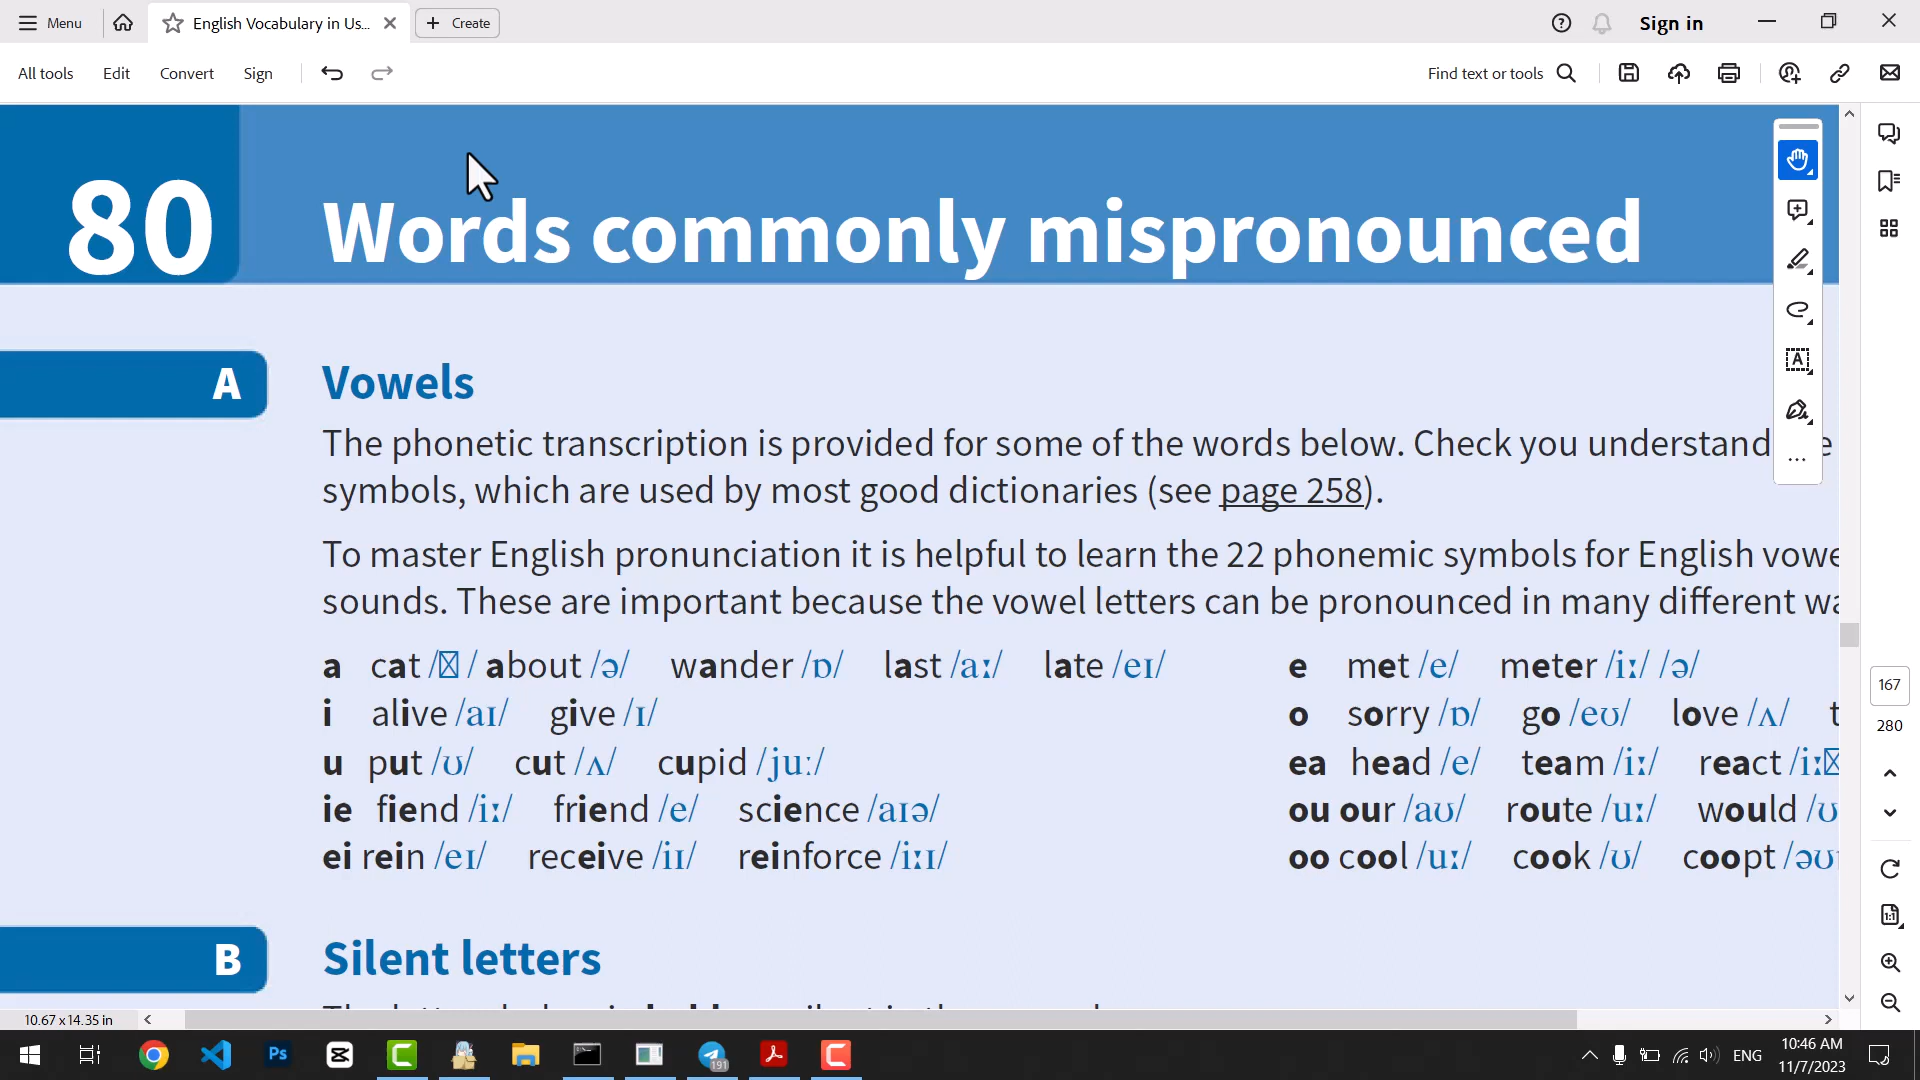 Menu
English Vocabulary in Us...
Create
Sign in
All tools
Edit
Convert
Sign
Find text or tools
80
Words commonly mispronounced
A
Vowels
The phonetic transcription is provided for some of the words below. Check you understand
symbols, which are used by most good dictionaries (see page 258).
To master English pronunciation it is helpful to learn the 22 phonemic symbols for English vowe
sounds. These are important because the vowel letters can be pronounced in many different wa
a cat / / about /ə/ wander /ɒ/ last /aː/ late /eɪ/ e met /e/ meter /iː/ /ə/
i alive /aɪ/ give /ɪ/ o sorry /ɒ/ go /eʊ/ love /ʌ/ t
u put /ʊ/ cut /ʌ/ cupid /juː/ ea head /e/ team /iː/ react /iː
ie fiend /iː/ friend /e/ science /aɪə/ ou our /aʊ/ route /uː/ would /ʊ
ei rein /eɪ/ receive /iɪ/ reinforce /iːɪ/ oo cool /uː/ cook /ʊ/ coopt /əʊ
B
Silent letters
167
280
10.67 x 14.35 in
191
ENG
10:46 AM
11/7/2023